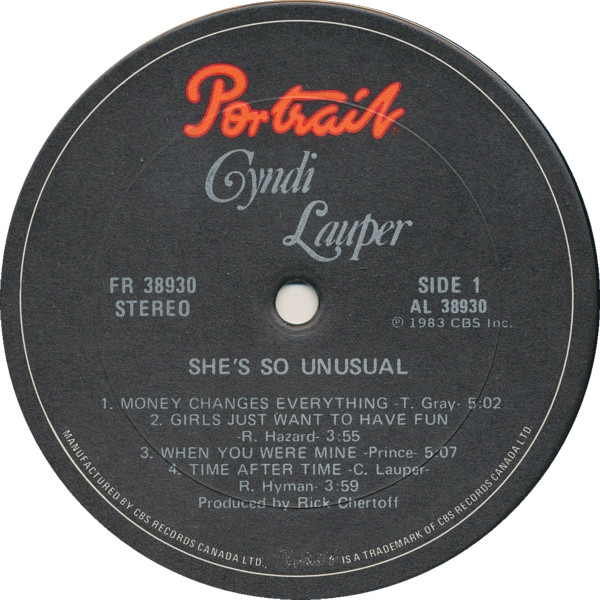 Portrait
Cyndi
Lauper
FR 38930
STEREO
SIDE 1
AL 38930
℗ 1983 CBS Inc.
SHE'S SO UNUSUAL
1. MONEY CHANGES EVERYTHING -T. Gray- 5:02
2. GIRLS JUST WANT TO HAVE FUN
-R. Hazard- 3:55
3. WHEN YOU WERE MINE -Prince- 5:07
4. TIME AFTER TIME -C. Lauper-
R. Hyman- 3:59
Produced by Rick Chertoff
MANUFACTURED BY CBS RECORDS CANADA LTD. Portrait IS A TRADEMARK OF CBS RECORDS CANADA LTD.